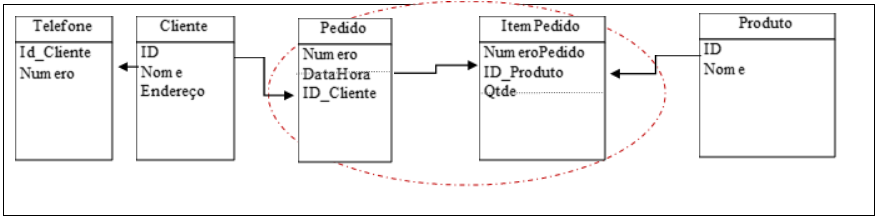 Telefone
Id_Cliente
Numero
Cliente
ID
Nome
Endereço
Pedido
Numero
DataHora
ID_Cliente
ItemPedido
NumeroPedido
ID_Produto
Qtde
Produto
ID
Nome